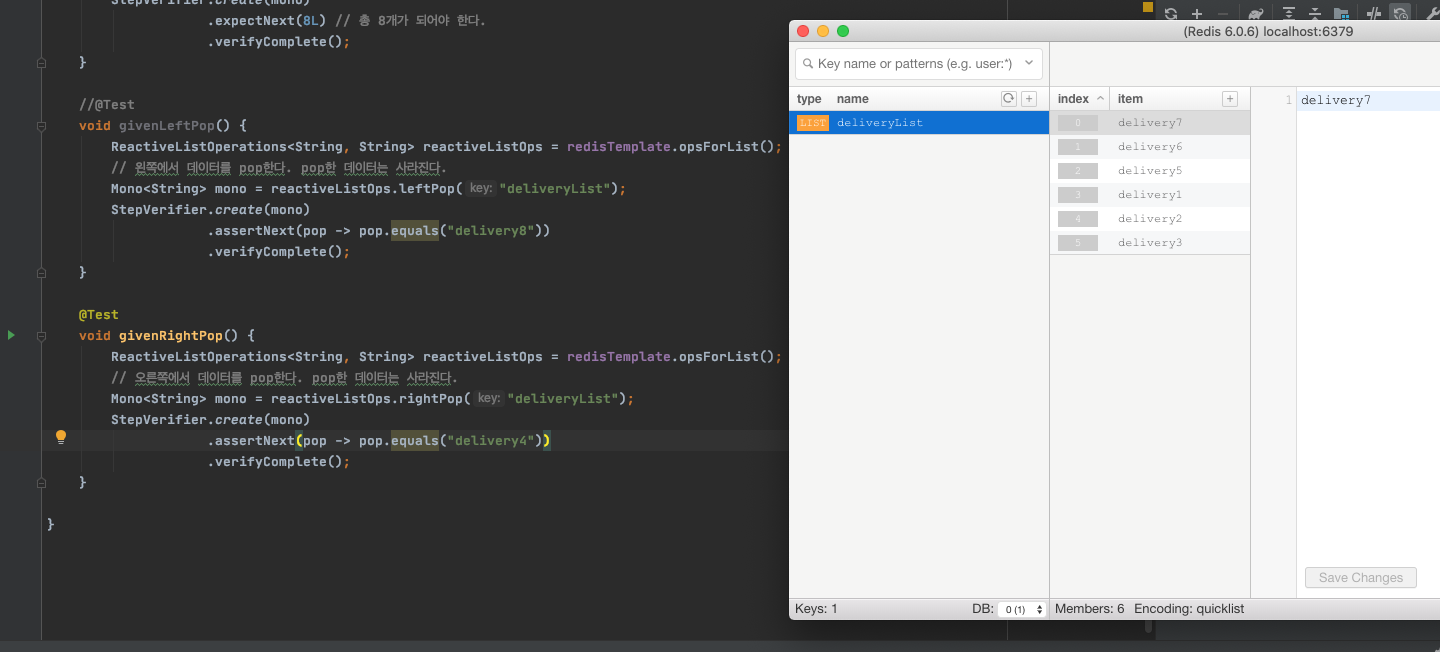 StepVerifier.create(mono)
.expectNext(8L) // 총 8개가 되어야 한다.
.verifyComplete();
}
//@Test
void givenLeftPop() {
ReactiveListOperations<String, String> reactiveListOps = redisTemplate.opsForList();
// 왼쪽에서 데이터를 pop한다. pop한 데이터는 사라진다.
Mono<String> mono = reactiveListOps.leftPop( key: "deliveryList");
StepVerifier.create(mono)
.assertNext(pop -> pop.equals("delivery8"))
.verifyComplete();
}
@Test
void givenRightPop() {
ReactiveListOperations<String, String> reactiveListOps = redisTemplate.opsForList();
// 오른쪽에서 데이터를 pop한다. pop한 데이터는 사라진다.
Mono<String> mono = reactiveListOps.rightPop( key: "deliveryList");
StepVerifier.create(mono)
.assertNext(pop -> pop.equals("delivery4"))
.verifyComplete();
}
}
(Redis 6.0.6) localhost:6379
Key name or patterns (e.g. user:*)
type name
LIST deliveryList
index item
0 delivery7
1 delivery6
2 delivery5
3 delivery1
4 delivery2
5 delivery3
1 delivery7
Save Changes
Keys: 1 DB: 0 (1) Members: 6 Encoding: quicklist